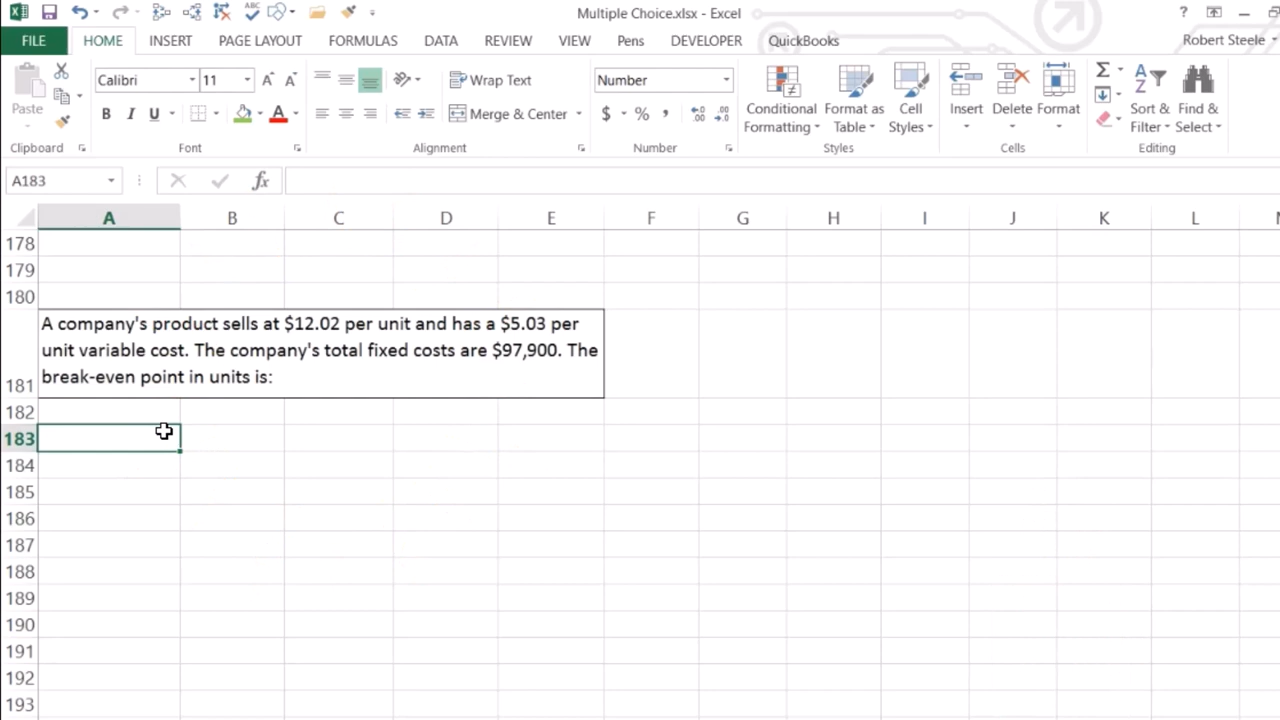 Multiple Choice.xlsx - Excel
FILE HOME INSERT PAGE LAYOUT FORMULAS DATA REVIEW VIEW Pens DEVELOPER QuickBooks Robert Steele
Paste
Calibri 11
B I U A
Wrap Text
Merge & Center
Number
$ % ,
Conditional Formatting
Format as Table
Cell Styles
Insert Delete Format
Sort & Filter
Find & Select
Clipboard Font Alignment Number Styles Cells Editing
A183 fx
A B C D E F G H I J K L
178
179
180
A company's product sells at $12.02 per unit and has a $5.03 per
unit variable cost. The company's total fixed costs are $97,900. The
break-even point in units is:
181
182
183
184
185
186
187
188
189
190
191
192
193